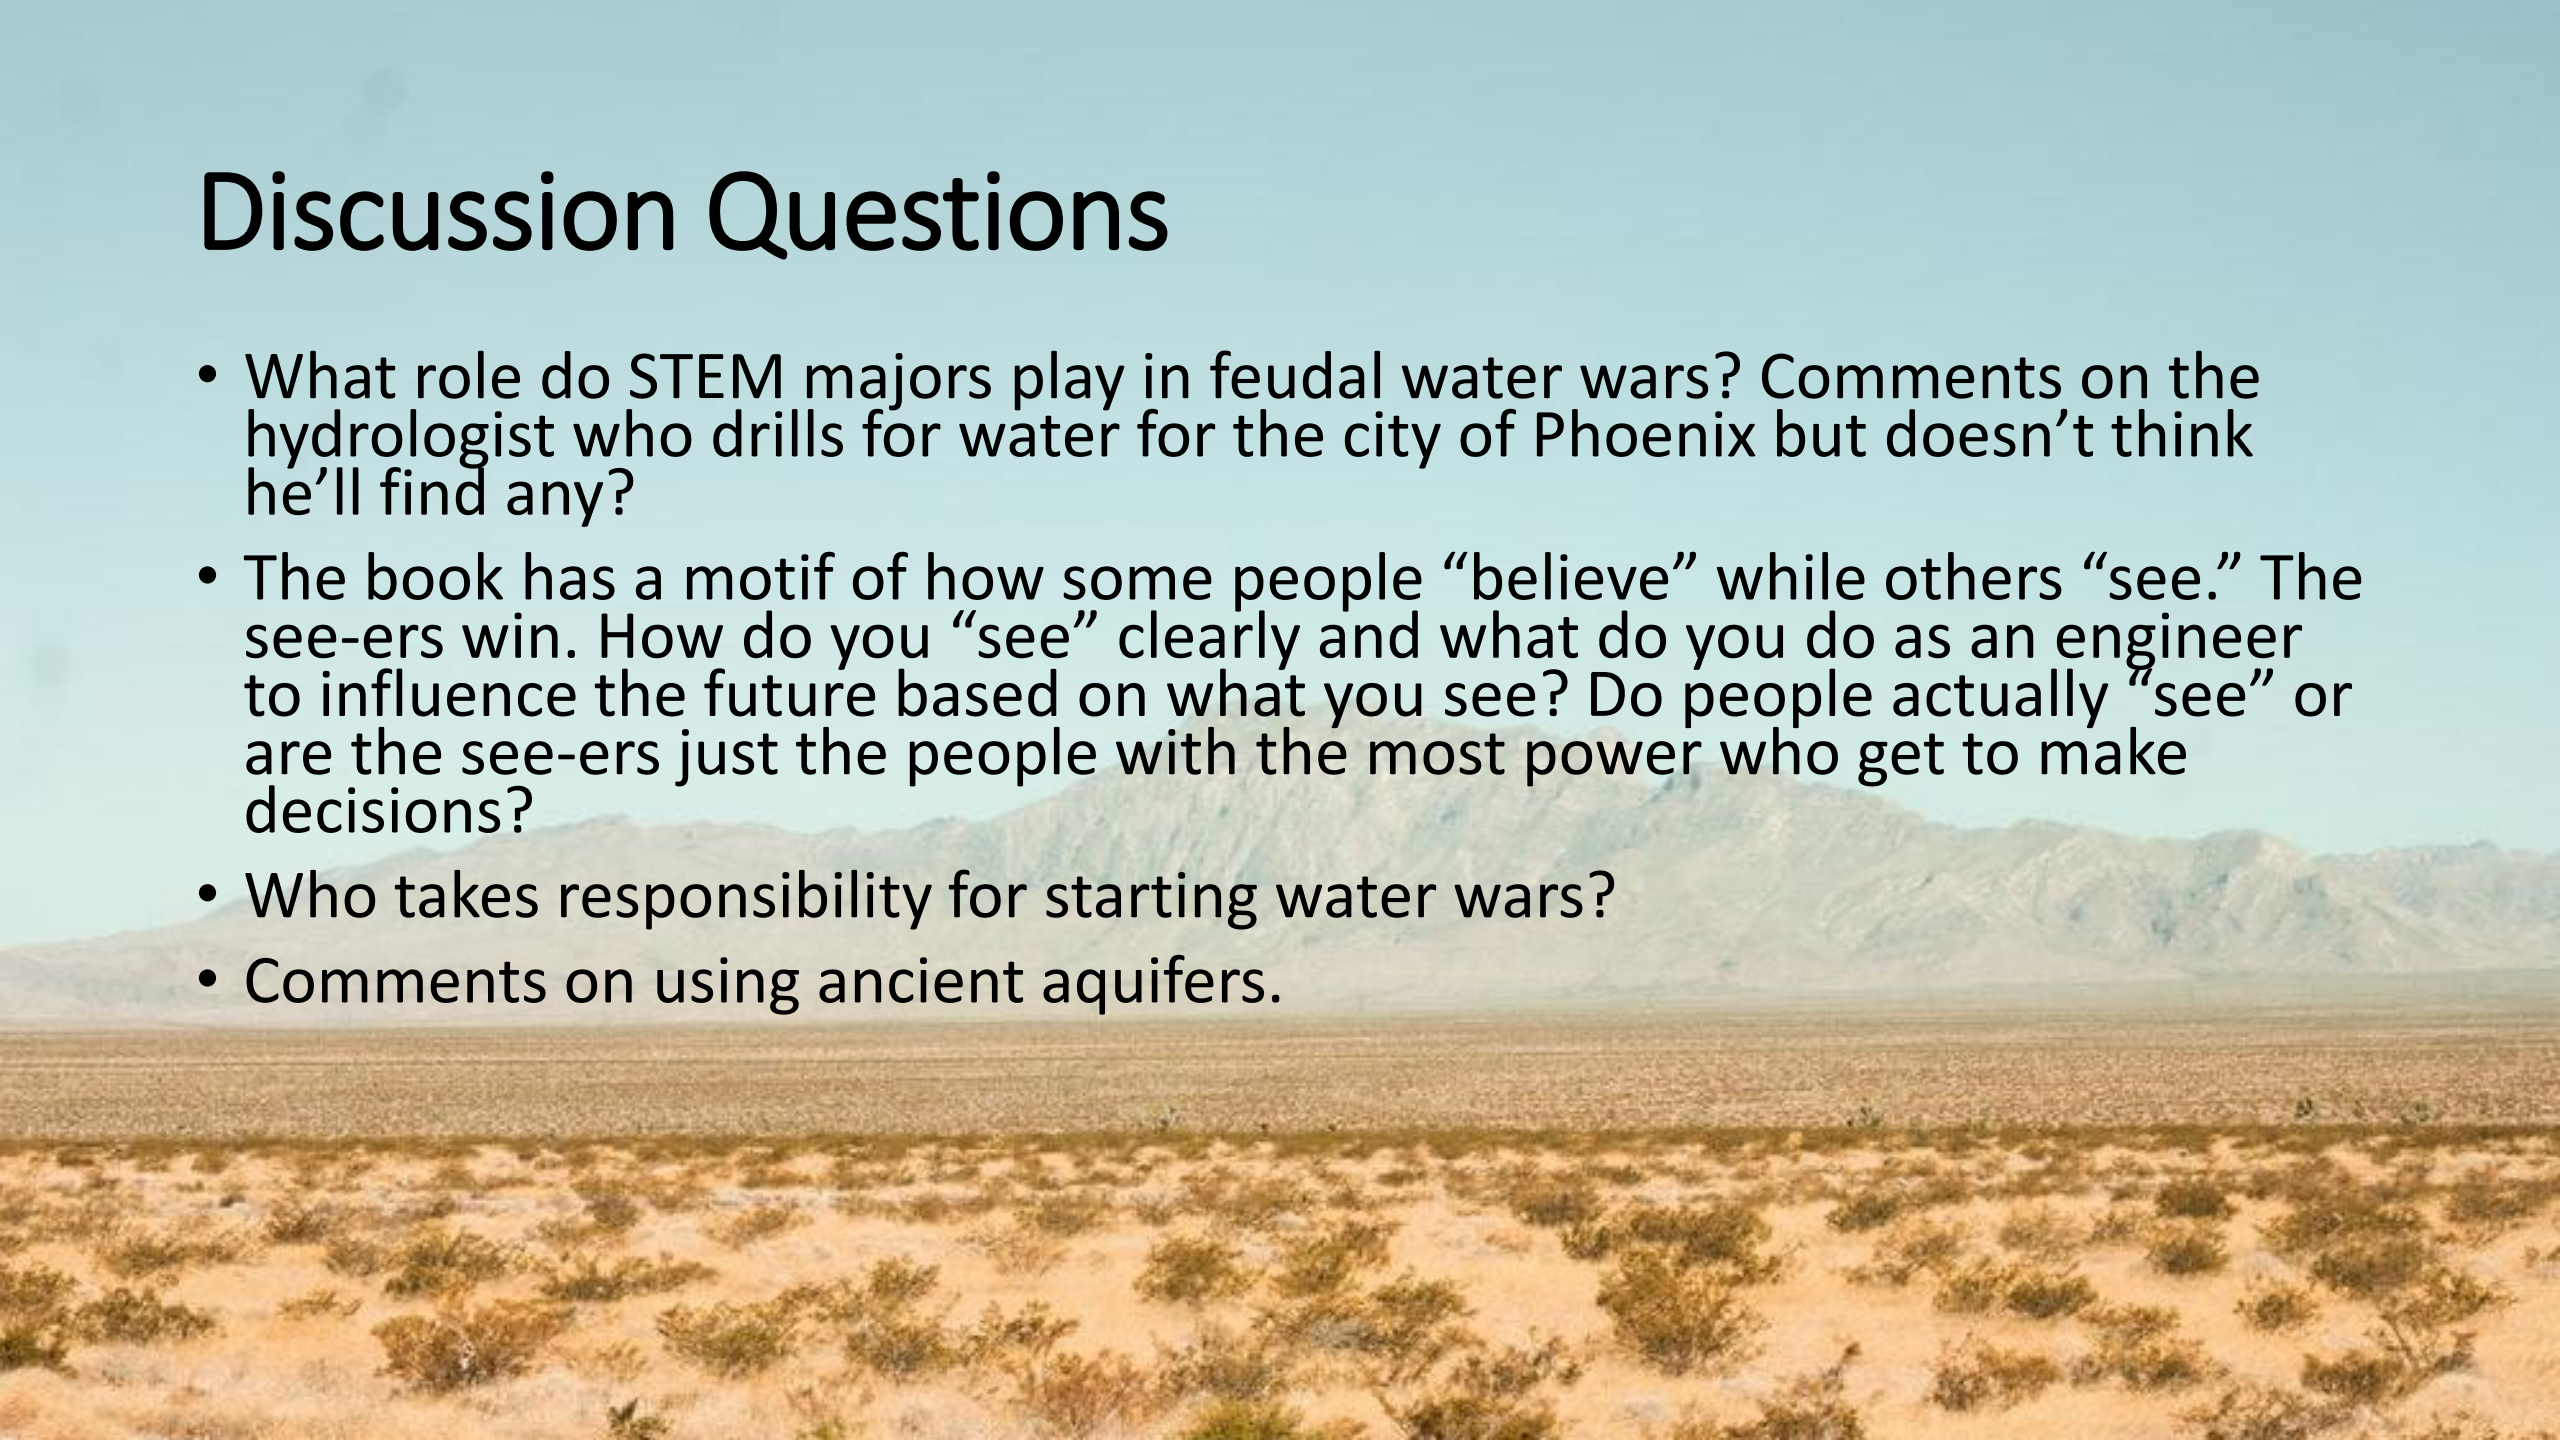 Discussion Questions
• What role do STEM majors play in feudal water wars? Comments on the
hydrologist who drills for water for the city of Phoenix but doesn’t think
he’ll find any?
• The book has a motif of how some people “believe” while others “see.” The
see-ers win. How do you “see” clearly and what do you do as an engineer
to influence the future based on what you see? Do people actually “see” or
are the see-ers just the people with the most power who get to make
decisions?
• Who takes responsibility for starting water wars?
• Comments on using ancient aquifers.